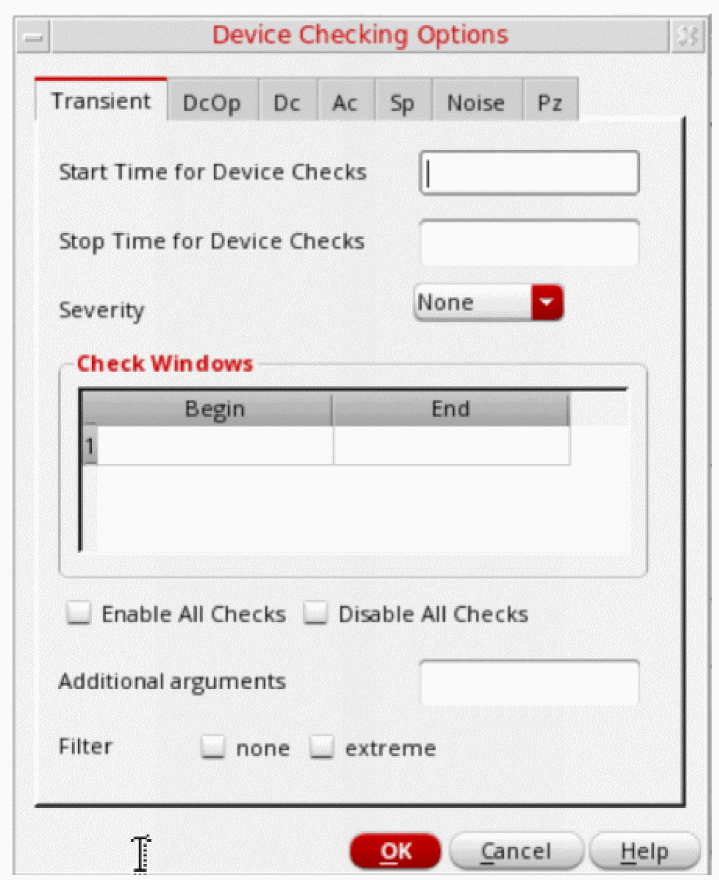 Device Checking Options
Transient DcOp Dc Ac Sp Noise Pz
Start Time for Device Checks
Stop Time for Device Checks
Severity None
Check Windows
Begin End
1
Enable All Checks Disable All Checks
Additional arguments
Filter none extreme
OK Cancel Help